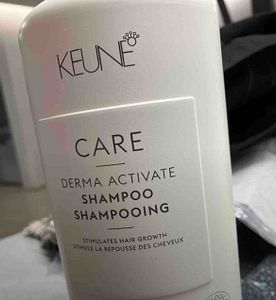 KEUNE
CARE
DERMA ACTIVATE
SHAMPOO
SHAMPOOING
STIMULATES HAIR GROWTH
STIMULE LA REPOUSSE DES CHEVEUX